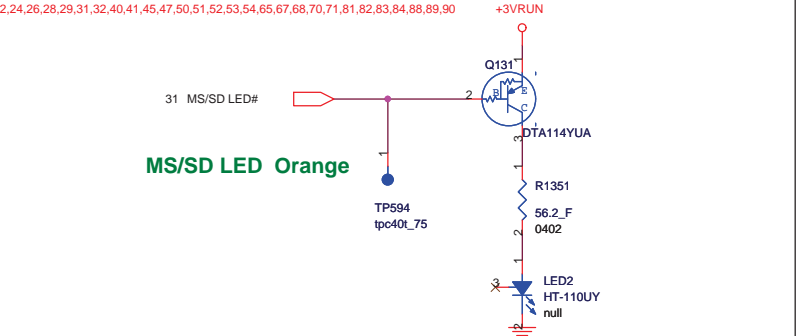 2,24,26,28,29,31,32,40,41,45,47,50,51,52,53,54,65,67,68,70,71,81,82,83,84,88,89,90
+3VRUN
1
Q131
31 MS/SD LED#
2
B
E
C
DTA114YUA
3
1
MS/SD LED Orange
1
R1351
TP594
tpc40t_75
56.2_F
0402
2
1
3
LED2
HT-110UY
null
2